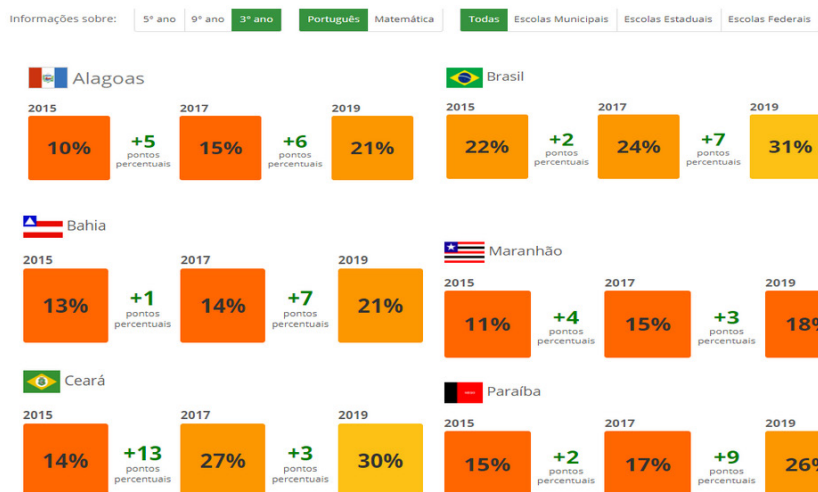 Informações sobre: 5º ano 9º ano 3º ano Português Matemática Todas Escolas Municipais Escolas Estaduais Escolas Federais
Alagoas
2015 2017 2019
10% +5 pontos percentuais 15% +6 pontos percentuais 21%
Brasil
2015 2017 2019
22% +2 pontos percentuais 24% +7 pontos percentuais 31%
Bahia
2015 2017 2019
13% +1 pontos percentuais 14% +7 pontos percentuais 21%
Maranhão
2015 2017 2019
11% +4 pontos percentuais 15% +3 pontos percentuais 18%
Ceará
2015 2017 2019
14% +13 pontos percentuais 27% +3 pontos percentuais 30%
Paraíba
2015 2017 2019
15% +2 pontos percentuais 17% +9 pontos percentuais 26%